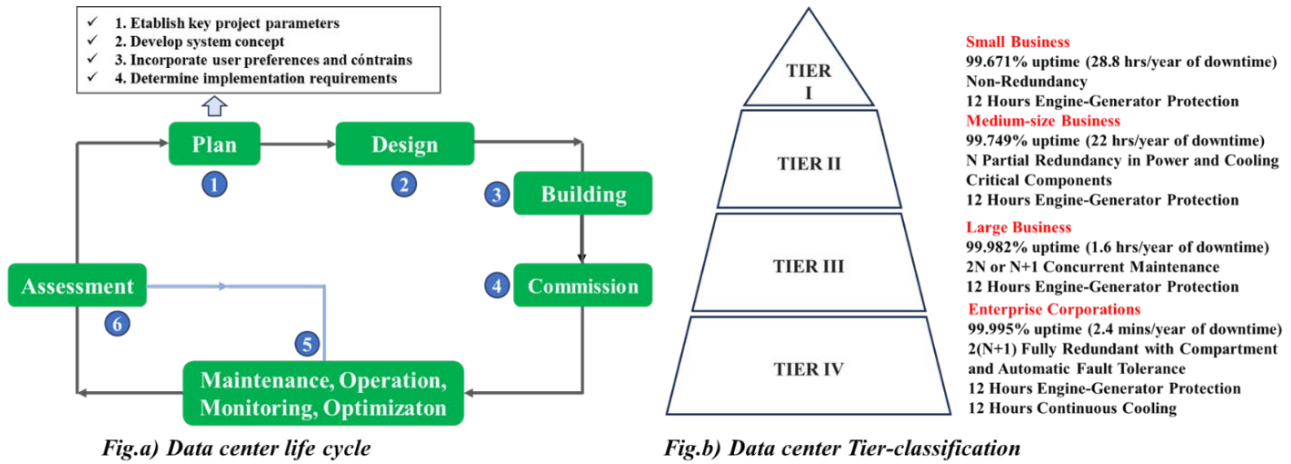 ✓ 1. Etablish key project parameters
✓ 2. Develop system concept
✓ 3. Incorporate user preferences and cóntrains
✓ 4. Determine implementation requirements
Plan
1
Design
2
3
Building
4
Commission
Assessment
6
5
Maintenance, Operation,
Monitoring, Optimizaton
Fig.a) Data center life cycle
TIER
I
TIER II
TIER III
TIER IV
Small Business
99.671% uptime (28.8 hrs/year of downtime)
Non-Redundancy
12 Hours Engine-Generator Protection
Medium-size Business
99.749% uptime (22 hrs/year of downtime)
N Partial Redundancy in Power and Cooling
Critical Components
12 Hours Engine-Generator Protection
Large Business
99.982% uptime (1.6 hrs/year of downtime)
2N or N+1 Concurrent Maintenance
12 Hours Engine-Generator Protection
Enterprise Corporations
99.995% uptime (2.4 mins/year of downtime)
2(N+1) Fully Redundant with Compartment
and Automatic Fault Tolerance
12 Hours Engine-Generator Protection
12 Hours Continuous Cooling
Fig.b) Data center Tier-classification